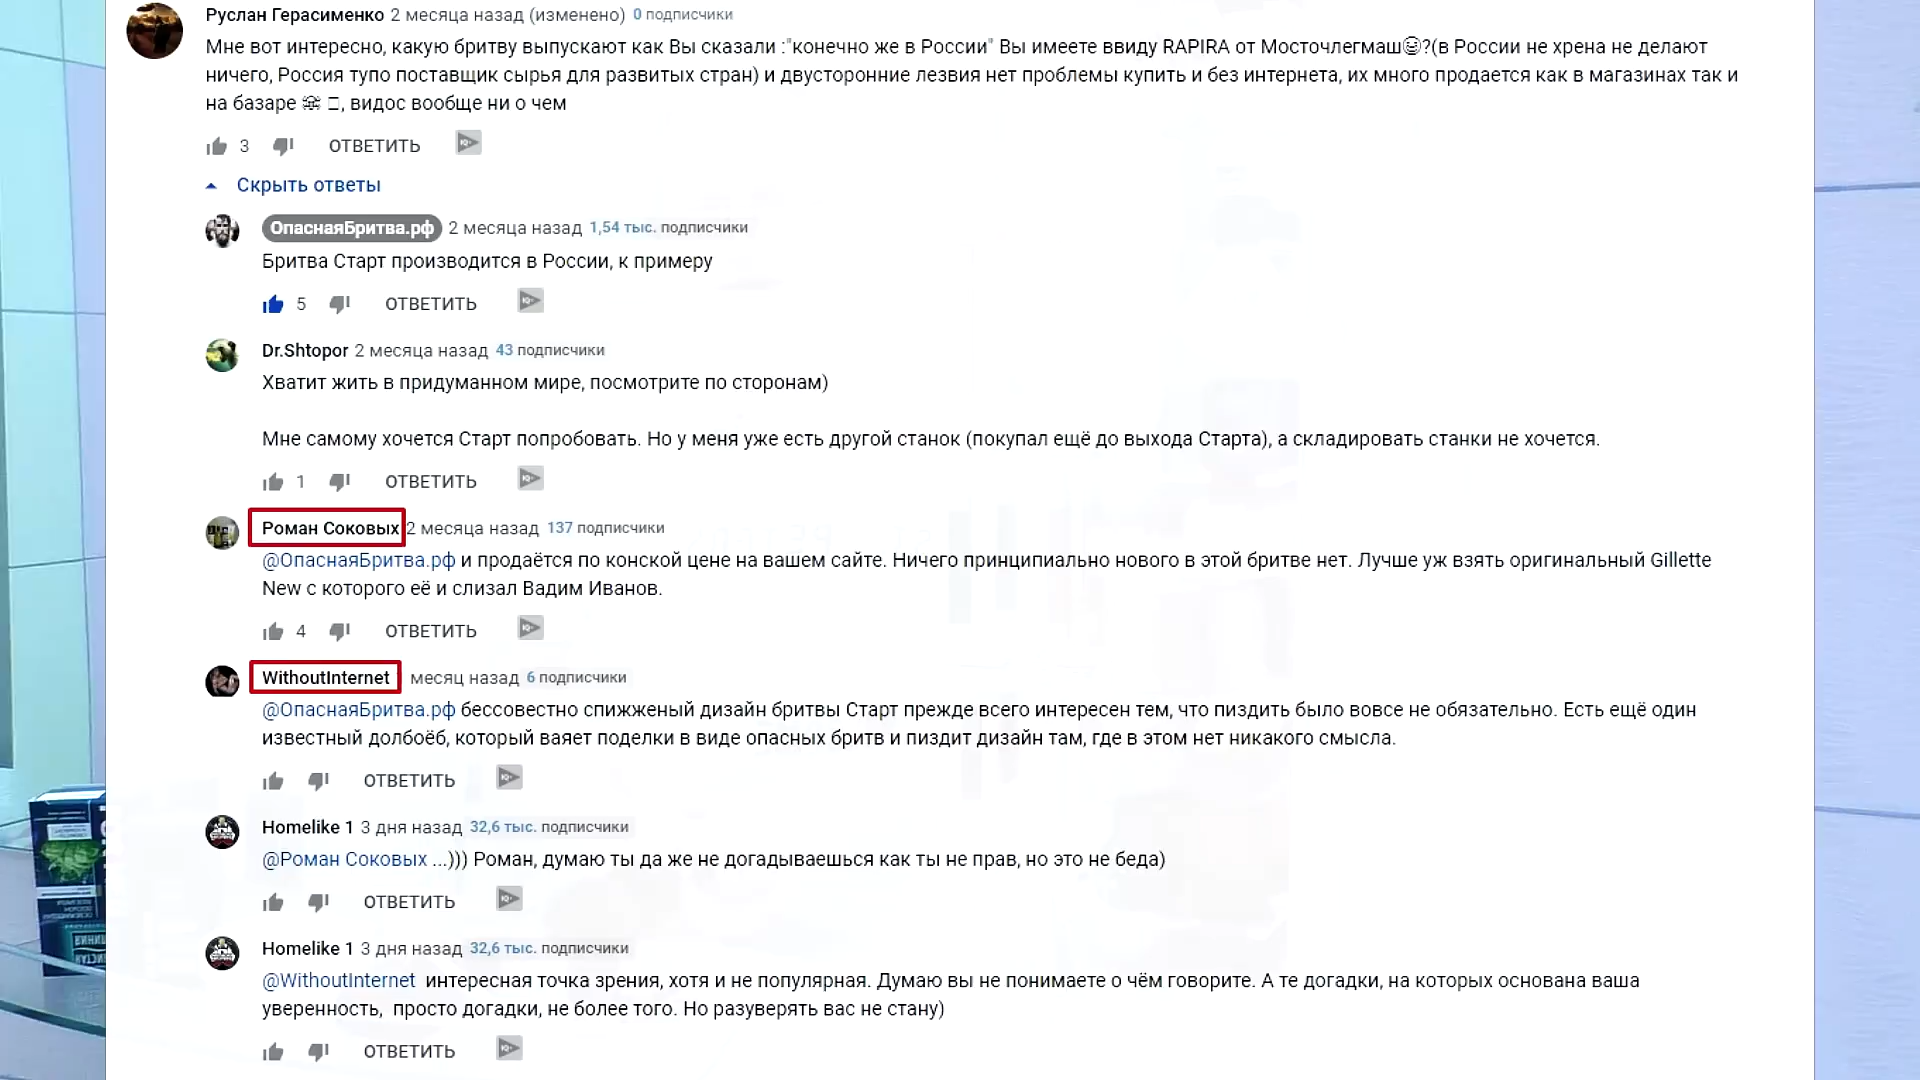 Руслан Герасименко 2 месяца назад (изменено) 0 подписчики
Мне вот интересно, какую бритву выпускают как Вы сказали :"конечно же в России" Вы имеете ввиду RAPIRA от Мосточлегмаш😃?(в России не хрена не делают
ничего, Россия тупо поставщик сырья для развитых стран) и двусторонние лезвия нет проблемы купить и без интернета, их много продается как в магазинах так и
на базаре , видос вообще ни о чем
3 ОТВЕТИТЬ
Скрыть ответы
ОпаснаяБритва.рф 2 месяца назад 1,54 тыс. подписчики
Бритва Старт производится в России, к примеру
5 ОТВЕТИТЬ
Dr.Shtopor 2 месяца назад 43 подписчики
Хватит жить в придуманном мире, посмотрите по сторонам)
Мне самому хочется Старт попробовать. Но у меня уже есть другой станок (покупал ещё до выхода Старта), а складировать станки не хочется.
1 ОТВЕТИТЬ
Роман Соковых 2 месяца назад 137 подписчики
@ОпаснаяБритва.рф и продаётся по конской цене на вашем сайте. Ничего принципиально нового в этой бритве нет. Лучше уж взять оригинальный Gillette
New с которого её и слизал Вадим Иванов.
4 ОТВЕТИТЬ
WithoutInternet месяц назад 6 подписчики
@ОпаснаяБритва.рф бессовестно спижженый дизайн бритвы Старт прежде всего интересен тем, что пиздить было вовсе не обязательно. Есть ещё один
известный долбоёб, который ваяет поделки в виде опасных бритв и пиздит дизайн там, где в этом нет никакого смысла.
ОТВЕТИТЬ
Homelike 1 3 дня назад 32,6 тыс. подписчики
@Роман Соковых ...))) Роман, думаю ты да же не догадываешься как ты не прав, но это не беда)
ОТВЕТИТЬ
Homelike 1 3 дня назад 32,6 тыс. подписчики
@WithoutInternet интересная точка зрения, хотя и не популярная. Думаю вы не понимаете о чём говорите. А те догадки, на которых основана ваша
уверенность, просто догадки, не более того. Но разуверять вас не стану)
ОТВЕТИТЬ